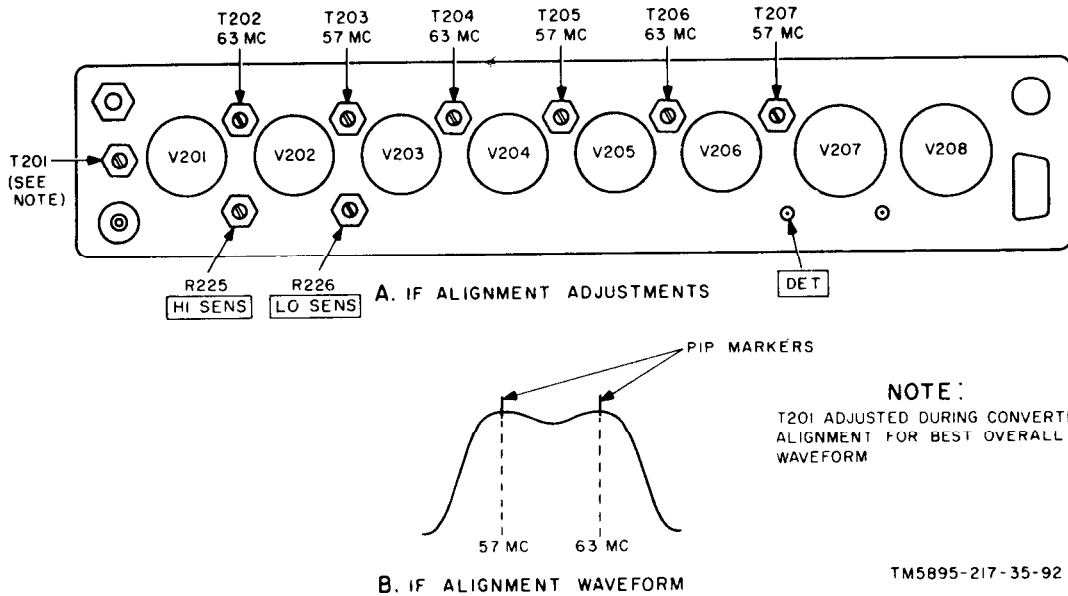 T202 T203 T204 T205 T206 T207
63 MC 57 MC 63 MC 57 MC 63 MC 57 MC
T201
(SEE
NOTE)
V201 V202 V203 V204 V205 V206 V207 V208
R225 R226
HI SENS LO SENS DET
A. IF ALIGNMENT ADJUSTMENTS
PIP MARKERS
NOTE:
T201 ADJUSTED DURING
ALIGNMENT FOR BEST OVERALL
WAVEFORM
57 MC 63 MC
B. IF ALIGNMENT WAVEFORM
TM5895-217-35-92